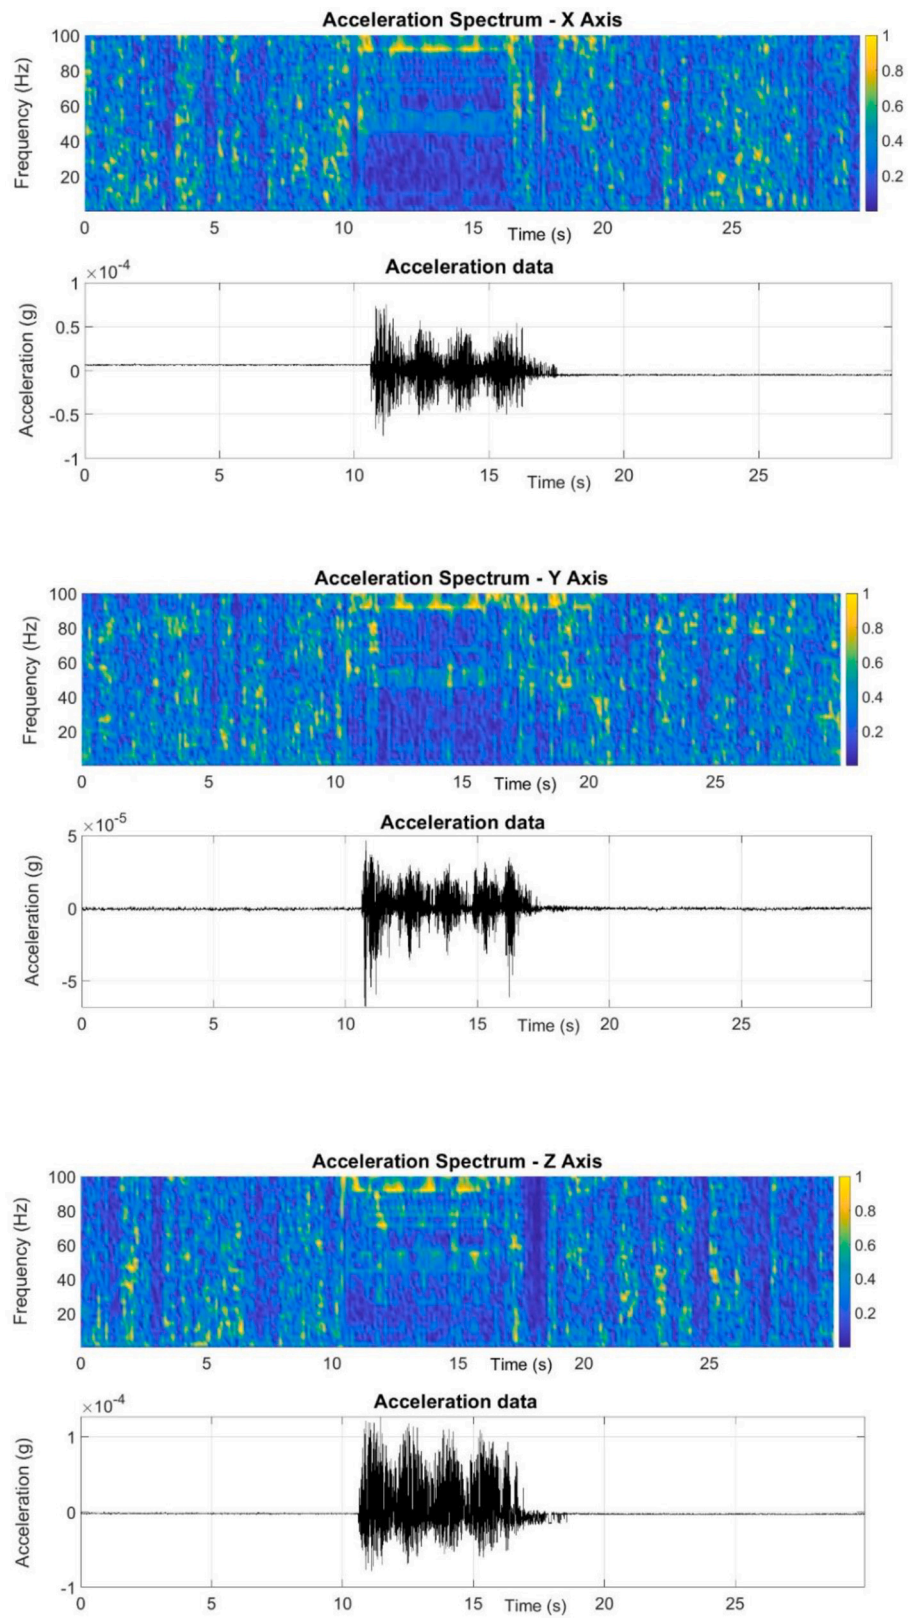 Acceleration Spectrum - X Axis
100
80
60
40
20
Frequency (Hz)
1
0.8
0.6
0.4
0.2
0 5 10 15 20 25
Time (s)
Acceleration data
×10-4
1
0.5
0
-0.5
-1
Acceleration (g)
0 5 10 15 20 25
Time (s)
Acceleration Spectrum - Y Axis
100
80
60
40
20
Frequency (Hz)
1
0.8
0.6
0.4
0.2
0 5 10 15 20 25
Time (s)
Acceleration data
×10-5
5
0
-5
Acceleration (g)
0 5 10 15 20 25
Time (s)
Acceleration Spectrum - Z Axis
100
80
60
40
20
Frequency (Hz)
1
0.8
0.6
0.4
0.2
0 5 10 15 20 25
Time (s)
Acceleration data
×10-4
1
0
-1
Acceleration (g)
0 5 10 15 20 25
Time (s)